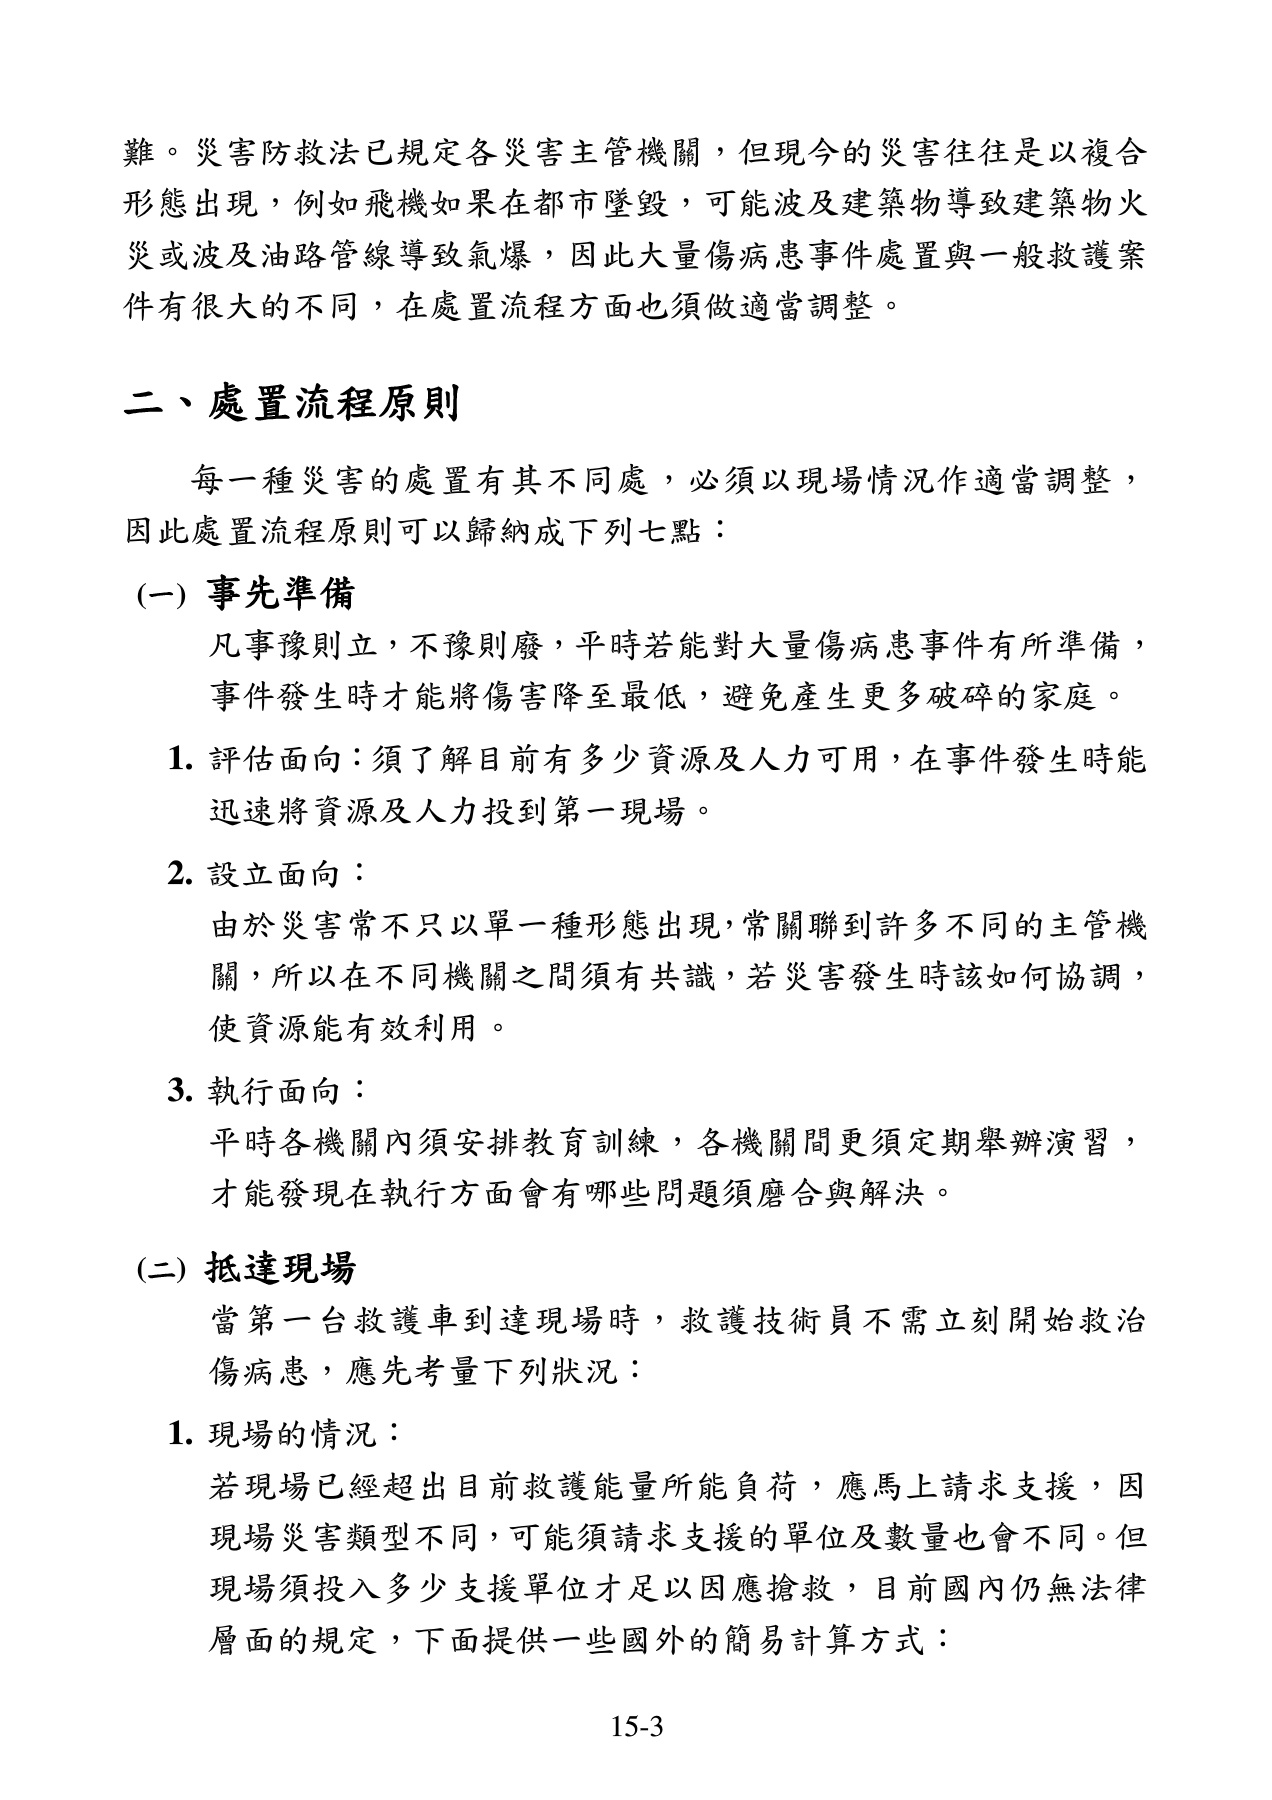 難。災害防救法已規定各災害主管機關，但現今的災害往往是以複合
形態出現，例如飛機如果在都市墜毀，可能波及建築物導致建築物火
災或波及油路管線導致氣爆，因此大量傷病患事件處置與一般救護案
件有很大的不同，在處置流程方面也須做適當調整。
二、處置流程原則
每一種災害的處置有其不同處，必須以現場情況作適當調整，
因此處置流程原則可以歸納成下列七點：
(一) 事先準備
凡事豫則立，不豫則廢，平時若能對大量傷病患事件有所準備，
事件發生時才能將傷害降至最低，避免產生更多破碎的家庭。
1. 評估面向：須了解目前有多少資源及人力可用，在事件發生時能
迅速將資源及人力投到第一現場。
2. 設立面向：
由於災害常不只以單一種形態出現，常關聯到許多不同的主管機
關，所以在不同機關之間須有共識，若災害發生時該如何協調，
使資源能有效利用。
3. 執行面向：
平時各機關內須安排教育訓練，各機關間更須定期舉辦演習，
才能發現在執行方面會有哪些問題須磨合與解決。
(二) 抵達現場
當第一台救護車到達現場時，救護技術員不需立刻開始救治
傷病患，應先考量下列狀況：
1. 現場的情況：
若現場已經超出目前救護能量所能負荷，應馬上請求支援，因
現場災害類型不同，可能須請求支援的單位及數量也會不同。但
現場須投入多少支援單位才足以因應搶救，目前國內仍無法律
層面的規定，下面提供一些國外的簡易計算方式：
15-3